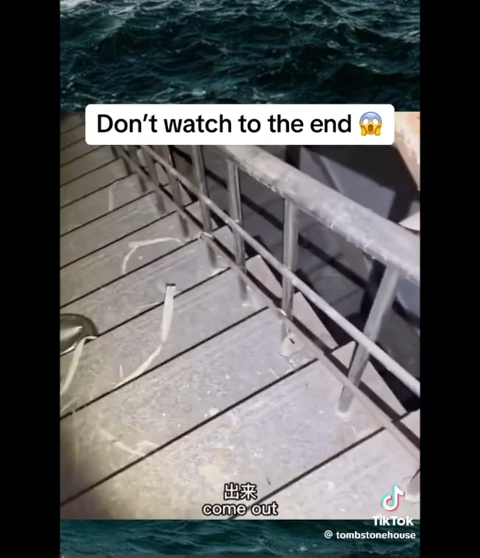 Don't watch to the end 😱
出来
come out
TikTok
@ tombstonehouse